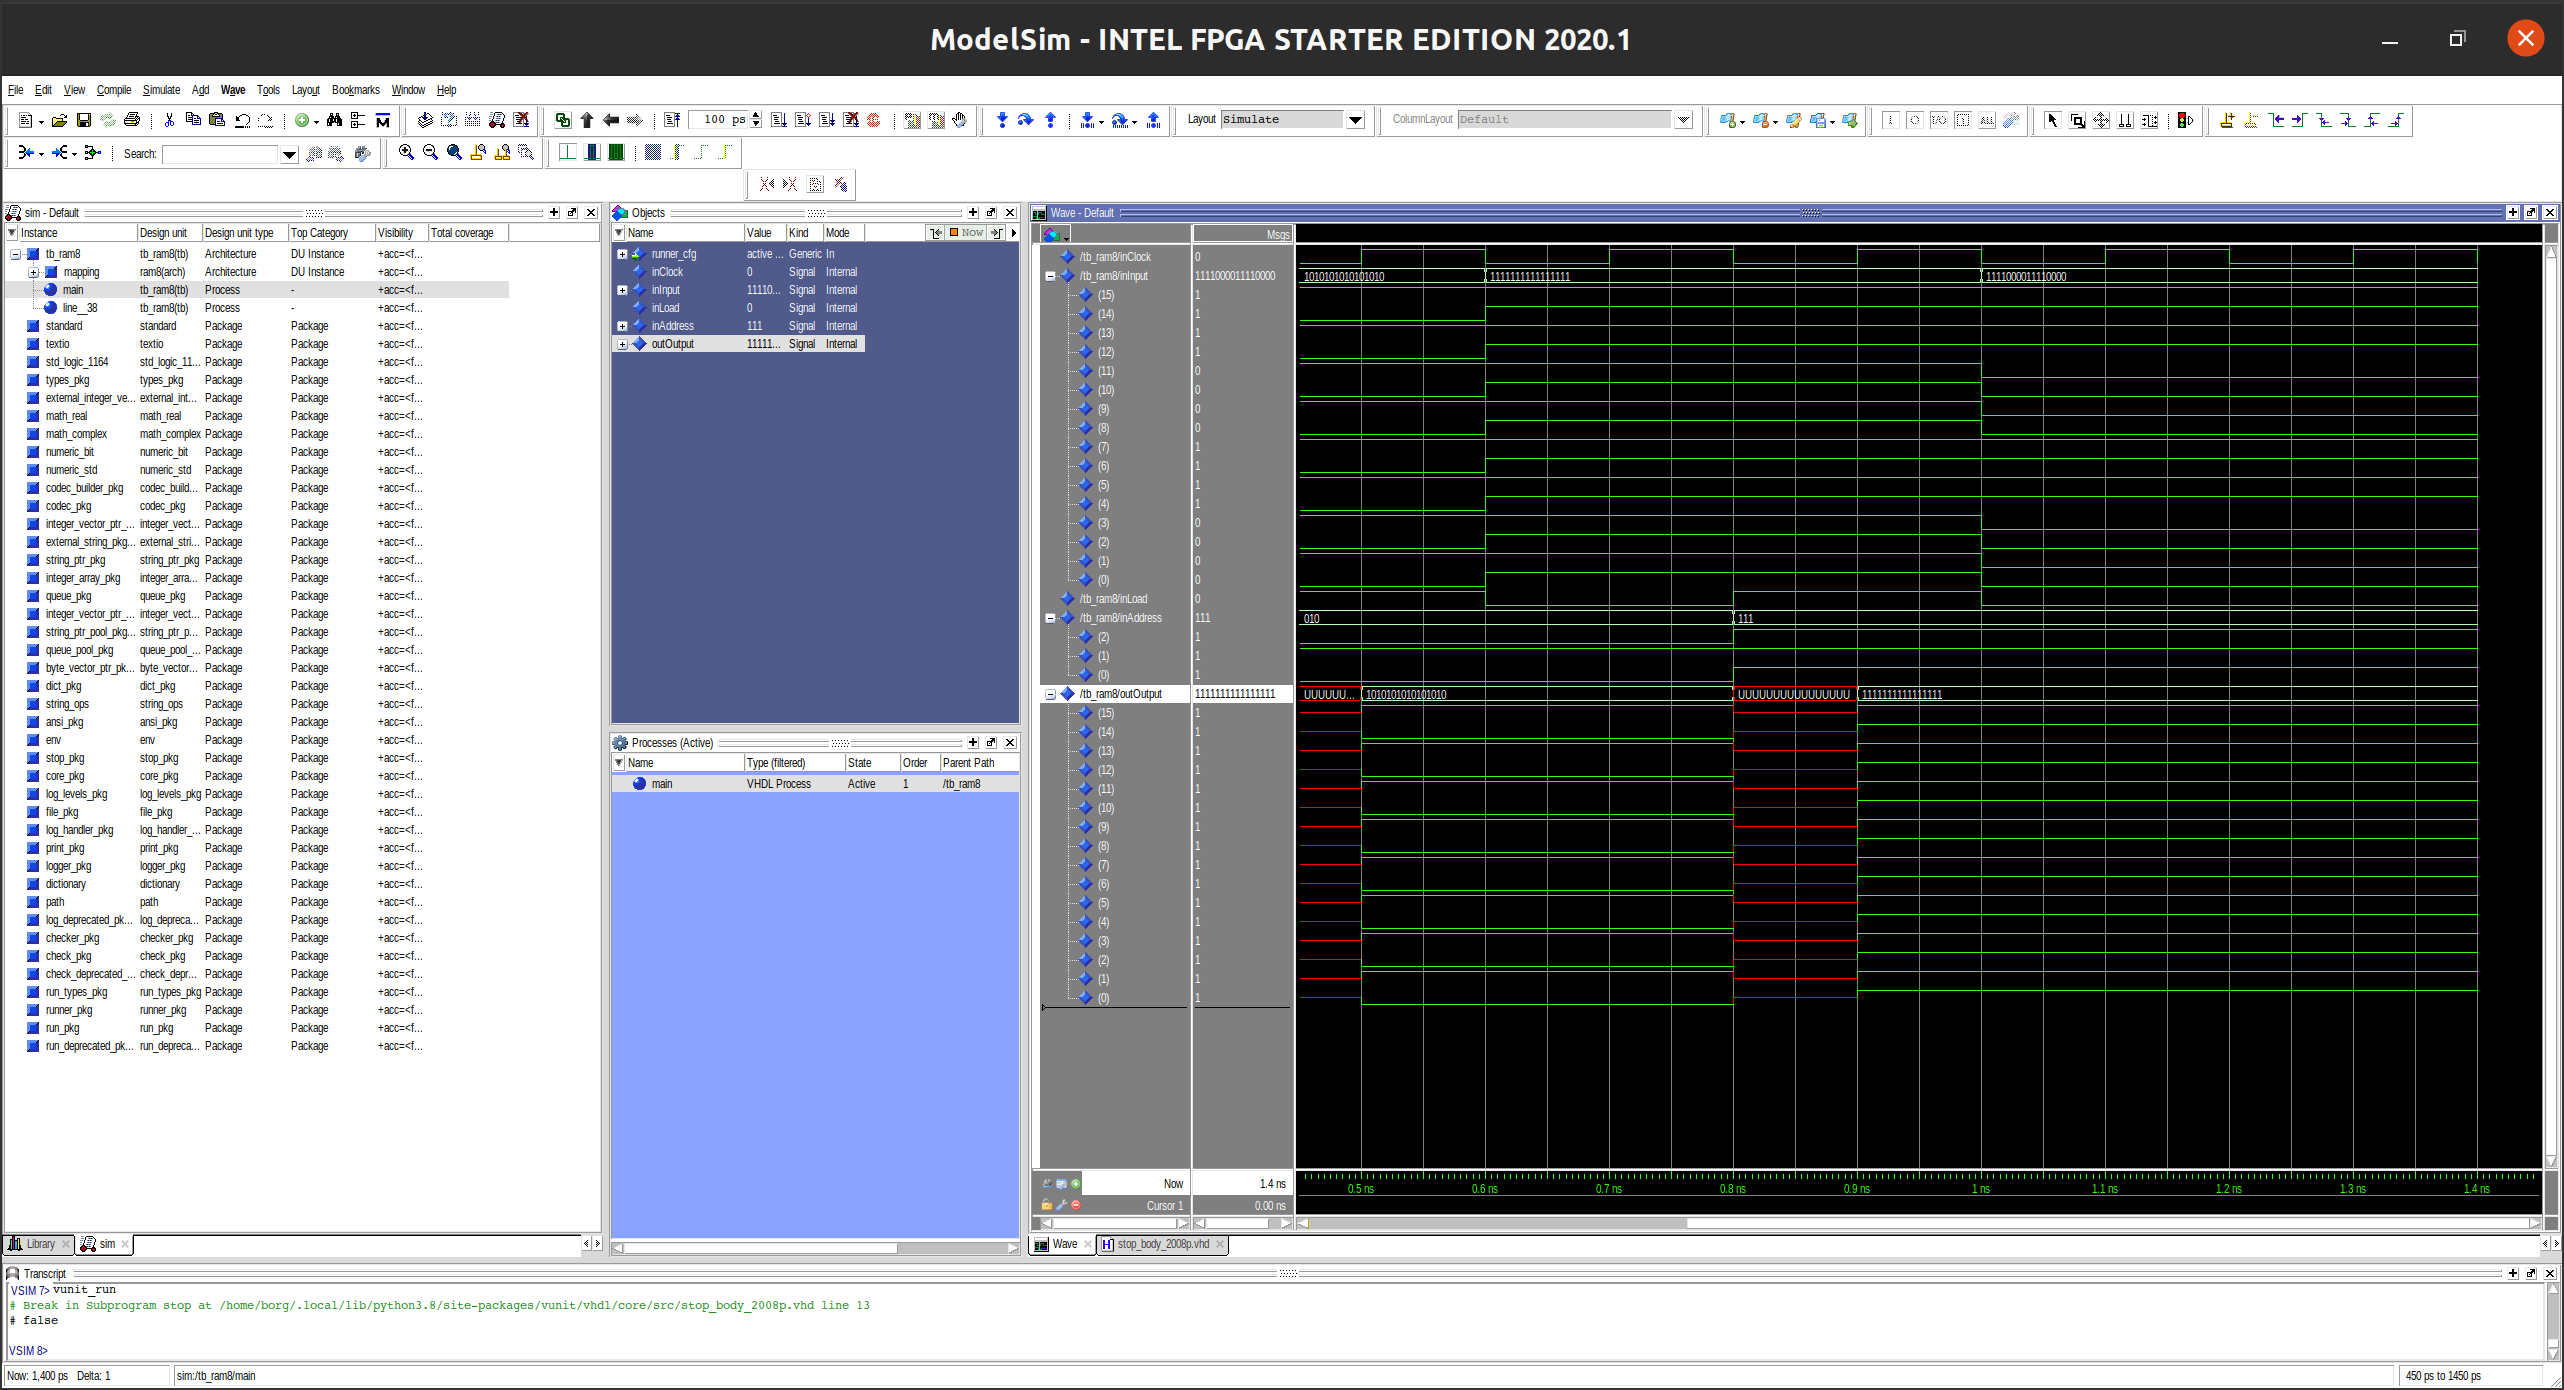 ModelSim - INTEL FPGA STARTER EDITION 2020.1
File Edit View Compile Simulate Add Wave Tools Layout Bookmarks Window Help
100 ps
Layout Simulate
ColumnLayout Default
Search:
sim - Default
Instance Design unit Design unit type Top Category Visibility Total coverage
tb_ram8 tb_ram8(tb) Architecture DU Instance +acc=<f...
mapping ram8(arch) Architecture DU Instance +acc=<f...
main tb_ram8(tb) Process - +acc=<f...
line__38 tb_ram8(tb) Process - +acc=<f...
standard standard Package Package +acc=<f...
textio textio Package Package +acc=<f...
std_logic_1164 std_logic_11... Package Package +acc=<f...
types_pkg types_pkg Package Package +acc=<f...
external_integer_ve... external_int... Package Package +acc=<f...
math_real math_real Package Package +acc=<f...
math_complex math_complex Package Package +acc=<f...
numeric_bit numeric_bit Package Package +acc=<f...
numeric_std numeric_std Package Package +acc=<f...
codec_builder_pkg codec_build... Package Package +acc=<f...
codec_pkg codec_pkg Package Package +acc=<f...
integer_vector_ptr_... integer_vect... Package Package +acc=<f...
external_string_pkg... external_stri... Package Package +acc=<f...
string_ptr_pkg string_ptr_pkg Package Package +acc=<f...
integer_array_pkg integer_arra... Package Package +acc=<f...
queue_pkg queue_pkg Package Package +acc=<f...
integer_vector_ptr_... integer_vect... Package Package +acc=<f...
string_ptr_pool_pkg... string_ptr_p... Package Package +acc=<f...
queue_pool_pkg queue_pool_... Package Package +acc=<f...
byte_vector_ptr_pk... byte_vector... Package Package +acc=<f...
dict_pkg dict_pkg Package Package +acc=<f...
string_ops string_ops Package Package +acc=<f...
ansi_pkg ansi_pkg Package Package +acc=<f...
env env Package Package +acc=<f...
stop_pkg stop_pkg Package Package +acc=<f...
core_pkg core_pkg Package Package +acc=<f...
log_levels_pkg log_levels_pkg Package Package +acc=<f...
file_pkg file_pkg Package Package +acc=<f...
log_handler_pkg log_handler_... Package Package +acc=<f...
print_pkg print_pkg Package Package +acc=<f...
logger_pkg logger_pkg Package Package +acc=<f...
dictionary dictionary Package Package +acc=<f...
path path Package Package +acc=<f...
log_deprecated_pk... log_depreca... Package Package +acc=<f...
checker_pkg checker_pkg Package Package +acc=<f...
check_pkg check_pkg Package Package +acc=<f...
check_deprecated_... check_depr... Package Package +acc=<f...
run_types_pkg run_types_pkg Package Package +acc=<f...
runner_pkg runner_pkg Package Package +acc=<f...
run_pkg run_pkg Package Package +acc=<f...
run_deprecated_pk... run_depreca... Package Package +acc=<f...
Library sim
Objects
Name Value Kind Mode Now
runner_cfg active ... Generic In
inClock 0 Signal Internal
inInput 11110... Signal Internal
inLoad 0 Signal Internal
inAddress 111 Signal Internal
outOutput 11111... Signal Internal
Processes (Active)
Name Type (filtered) State Order Parent Path
main VHDL Process Active 1 /tb_ram8
Wave - Default
Msgs
/tb_ram8/inClock 0
/tb_ram8/inInput 1111000011110000 1010101010101010 1111111111111111 1111000011110000
(15) 1
(14) 1
(13) 1
(12) 1
(11) 0
(10) 0
(9) 0
(8) 0
(7) 1
(6) 1
(5) 1
(4) 1
(3) 0
(2) 0
(1) 0
(0) 0
/tb_ram8/inLoad 0
/tb_ram8/inAddress 111 010 111
(2) 1
(1) 1
(0) 1
/tb_ram8/outOutput 1111111111111111 UUUUUU... 1010101010101010 UUUUUUUUUUUUUUUU 1111111111111111
(15) 1
(14) 1
(13) 1
(12) 1
(11) 1
(10) 1
(9) 1
(8) 1
(7) 1
(6) 1
(5) 1
(4) 1
(3) 1
(2) 1
(1) 1
(0) 1
Now 1.4 ns
0.5 ns 0.6 ns 0.7 ns 0.8 ns 0.9 ns 1 ns 1.1 ns 1.2 ns 1.3 ns 1.4 ns
Cursor 1 0.00 ns
Wave stop_body_2008p.vhd
Transcript
VSIM 7> vunit_run
# Break in Subprogram stop at /home/borg/.local/lib/python3.8/site-packages/vunit/vhdl/core/src/stop_body_2008p.vhd line 13
# false
VSIM 8>
Now: 1,400 ps Delta: 1 sim:/tb_ram8/main 450 ps to 1450 ps